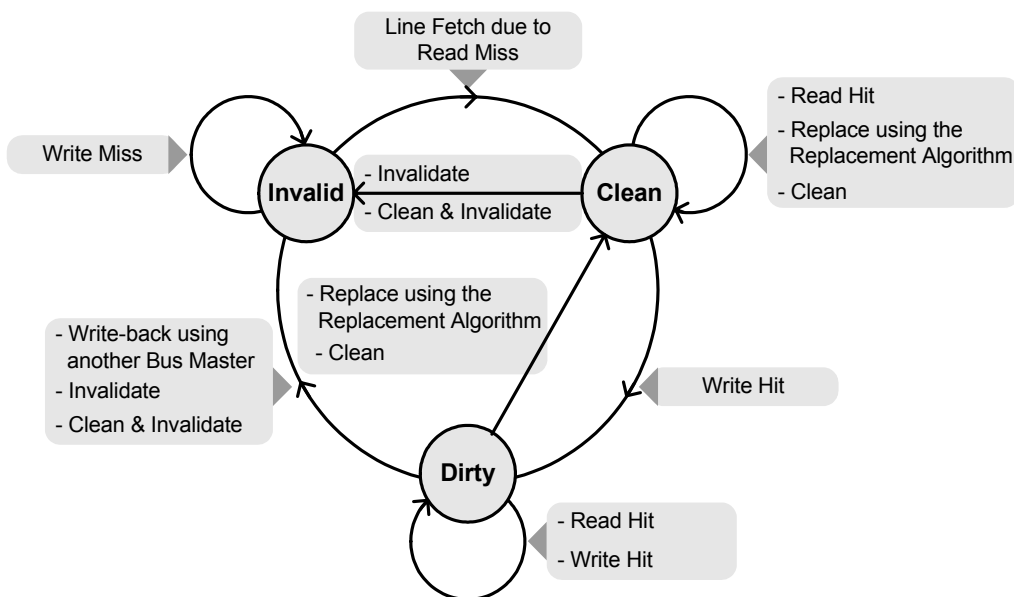 Line Fetch due to
Read Miss
- Read Hit
- Replace using the
Replacement Algorithm
- Clean
Write Miss
Invalid
- Invalidate
- Clean & Invalidate
Clean
- Replace using the
Replacement Algorithm
- Clean
- Write-back using
another Bus Master
- Invalidate
- Clean & Invalidate
Write Hit
Dirty
- Read Hit
- Write Hit